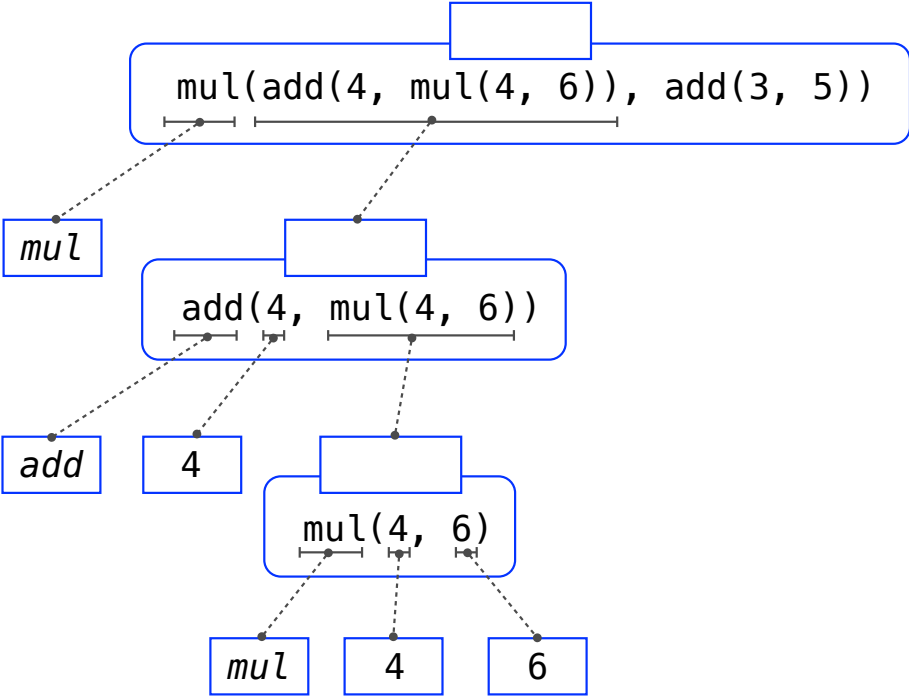 mul(add(4, mul(4, 6)), add(3, 5))
mul
add(4, mul(4, 6))
add
4
mul(4, 6)
mul
4
6